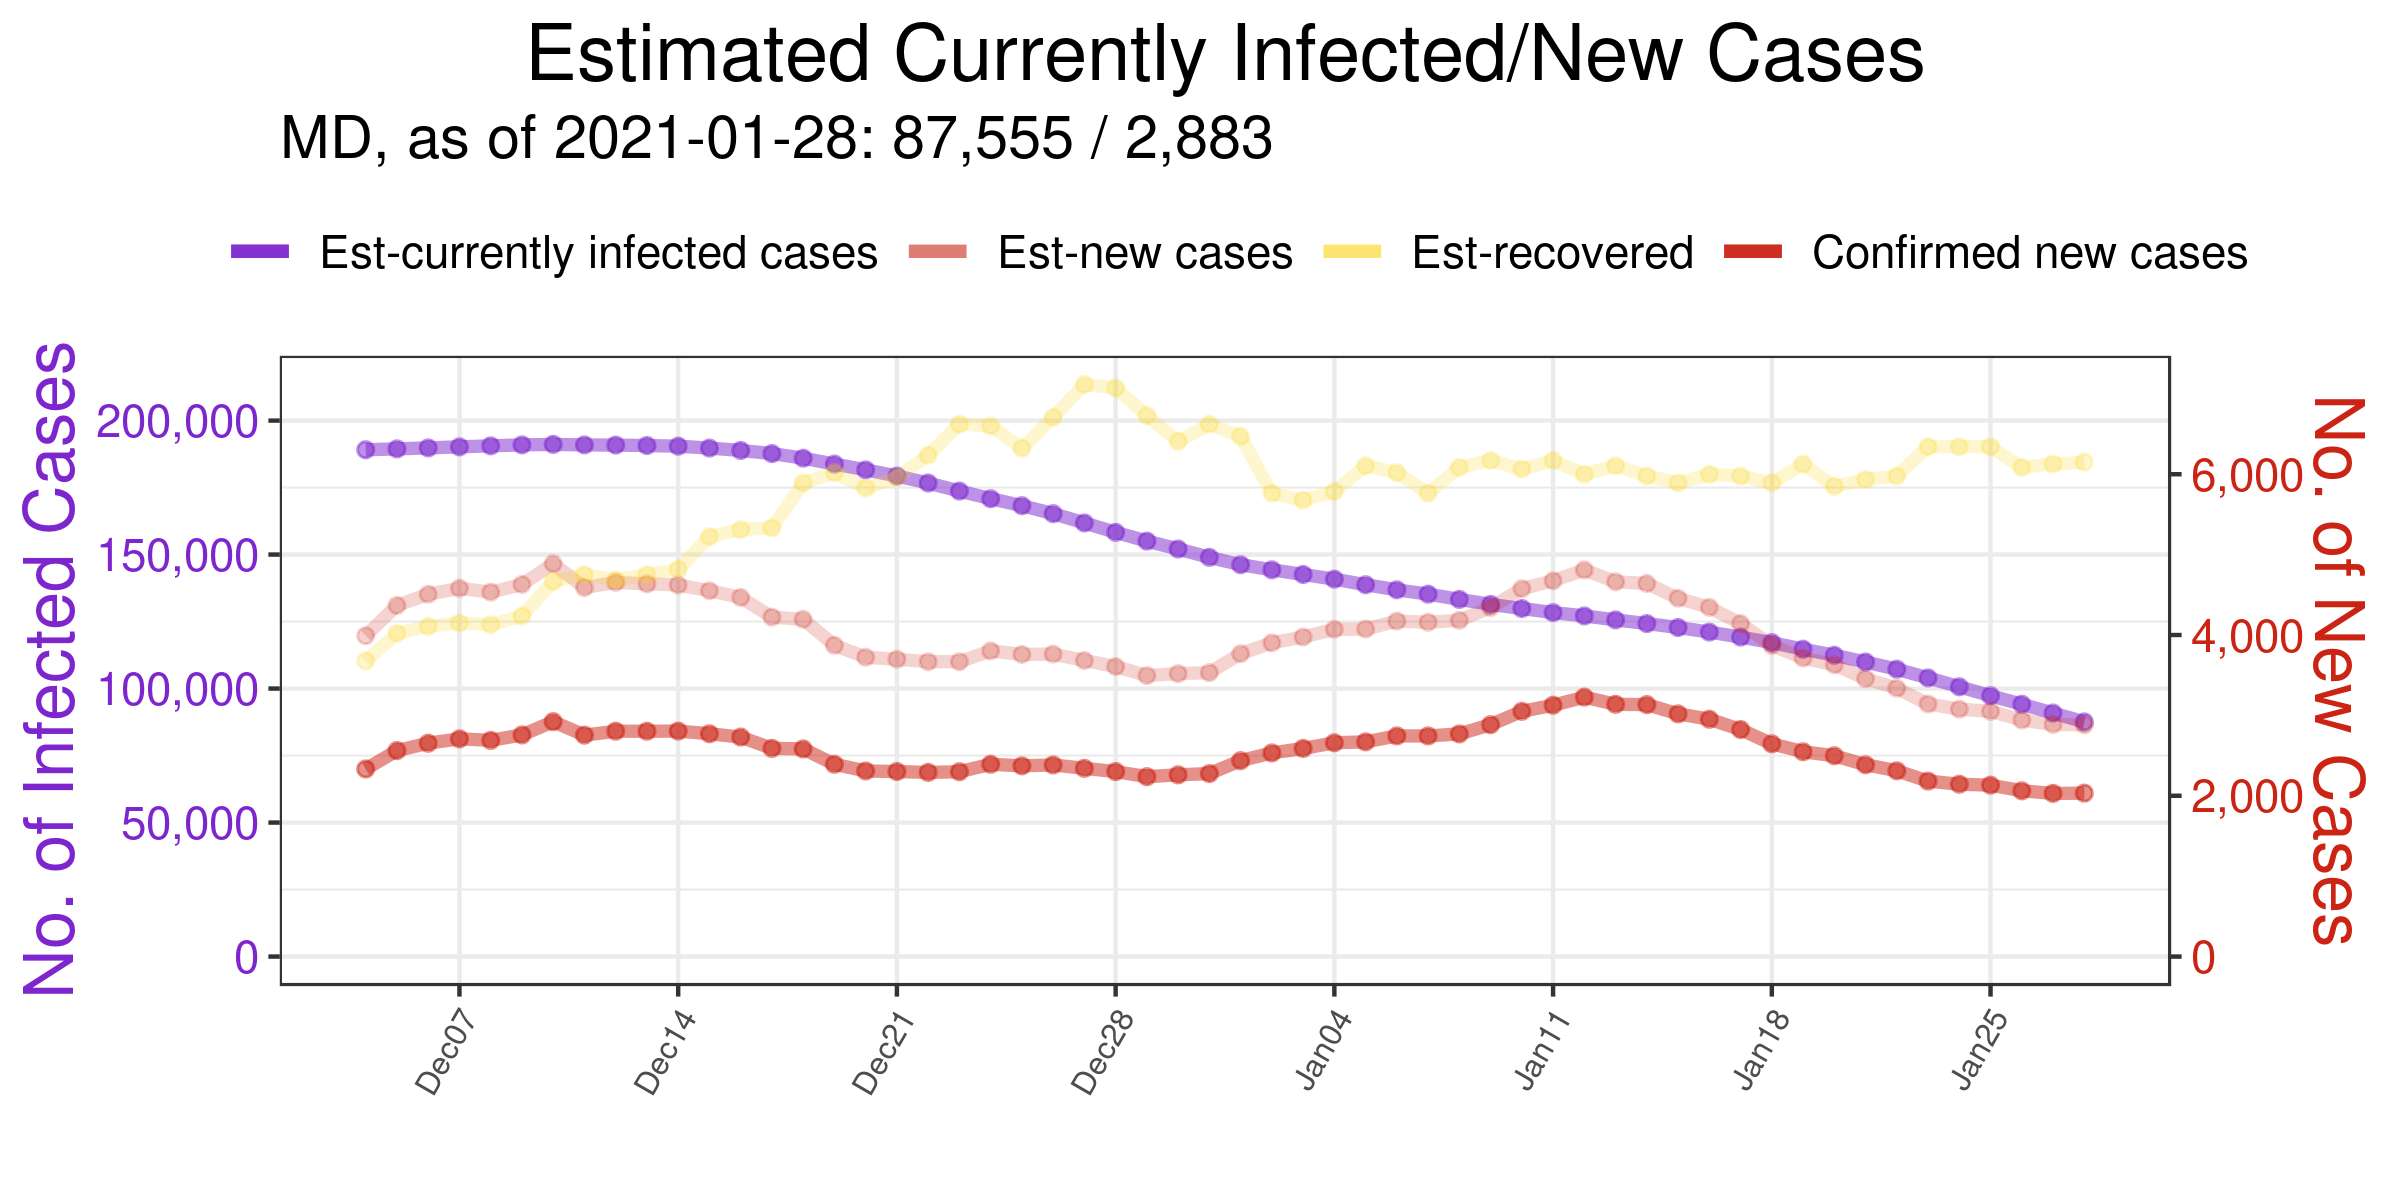 Estimated Currently Infected/New Cases
MD, as of 2021-01-28: 87,555 / 2,883
Est-currently infected cases Est-new cases Est-recovered Confirmed new cases
No. of Infected Cases
200,000
150,000
100,000
50,000
0
6,000
4,000
2,000
0
No. of New Cases
Dec07 Dec14 Dec21 Dec28 Jan04 Jan11 Jan18 Jan25